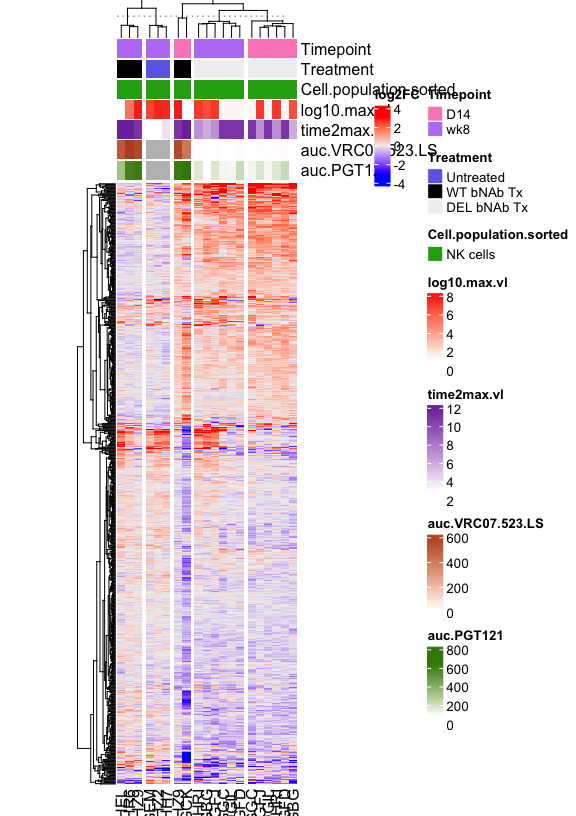 Timepoint
Treatment
Cell.population.sorted
log10.max.vl
time2max.vl
auc.VRC07.523.LS
auc.PGT121
log2FC
4
2
0
-2
-4
Timepoint
D14
wk8
Treatment
Untreated
WT bNAb Tx
DEL bNAb Tx
Cell.population.sorted
NK cells
log10.max.vl
8
6
4
2
0
time2max.vl
12
10
8
6
4
2
auc.VRC07.523.LS
600
400
200
0
auc.PGT121
800
600
400
200
0